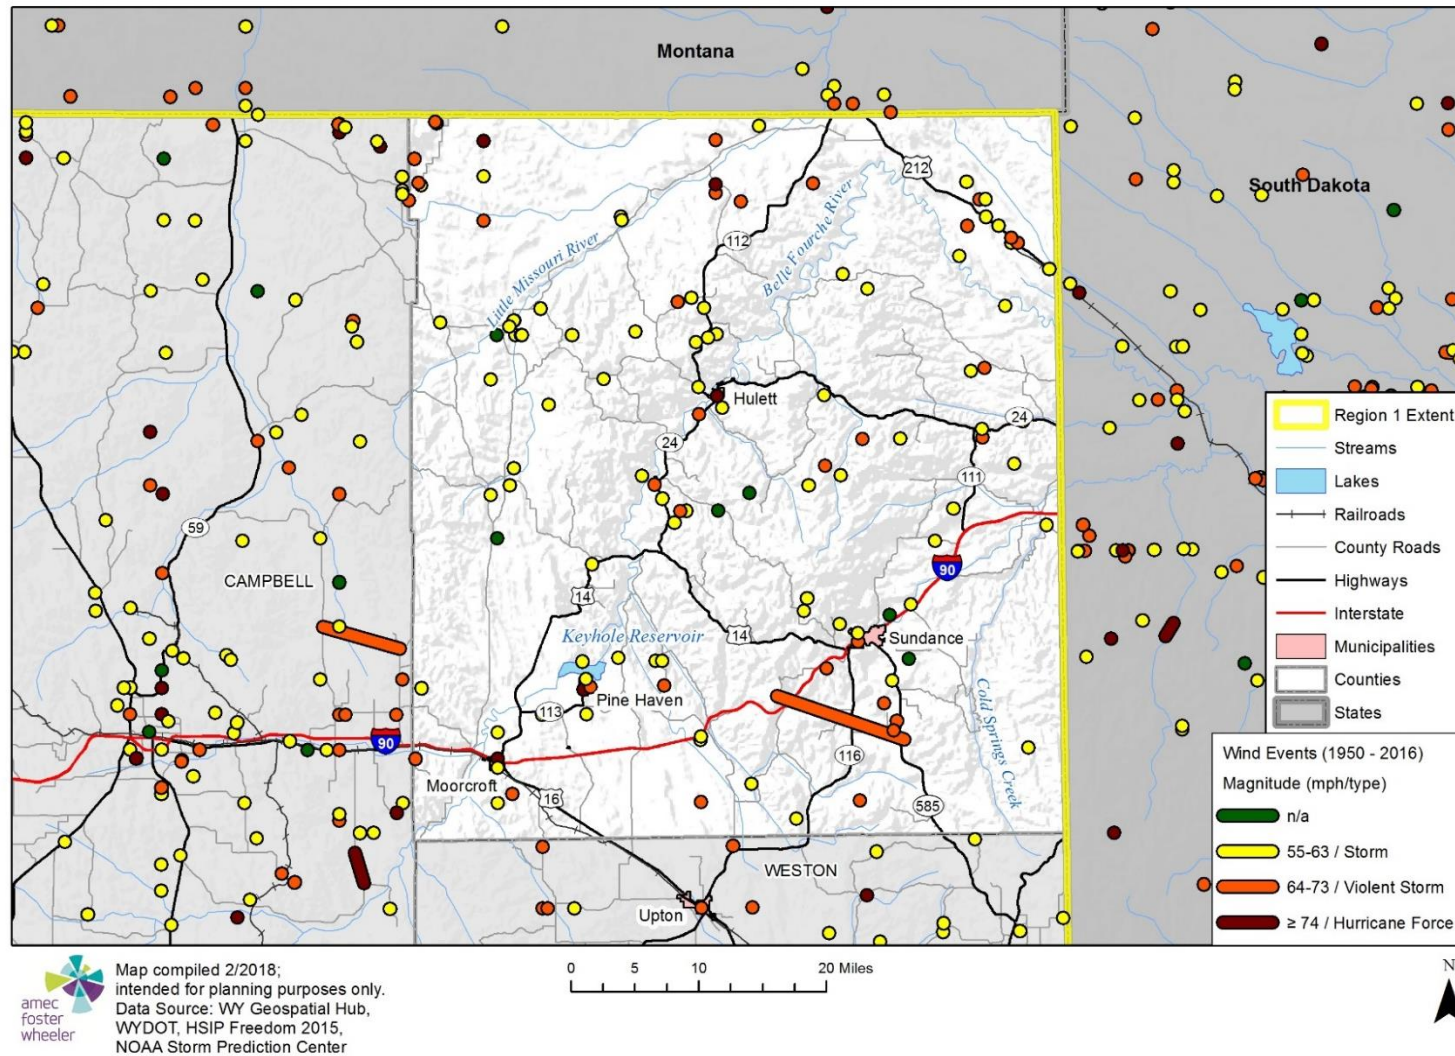 Montana
South Dakota
212
112
Little Missouri River
Belle Fourche River
Hulett
24
24
111
59
CAMPBELL
90
14
14
Keyhole Reservoir
Sundance
Pine Haven
113
90
Moorcroft
16
116
585
Cold Springs Creek
WESTON
Upton
Region 1 Extent
Streams
Lakes
Railroads
County Roads
Highways
Interstate
Municipalities
Counties
States
Wind Events (1950 - 2016)
Magnitude (mph/type)
n/a
55-63 / Storm
64-73 / Violent Storm
≥ 74 / Hurricane Force
amec
foster
wheeler
Map compiled 2/2018;
intended for planning purposes only.
Data Source: WY Geospatial Hub,
WYDOT, HSIP Freedom 2015,
NOAA Storm Prediction Center
0 5 10 20 Miles
N